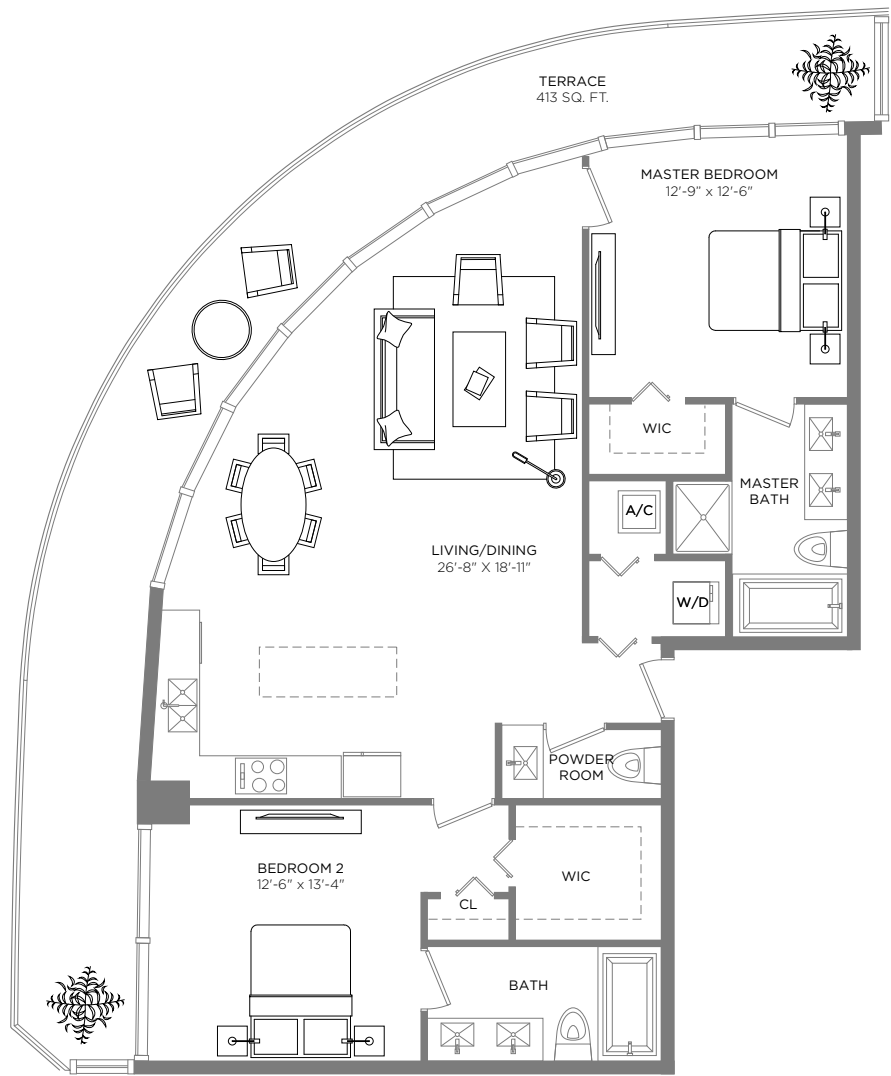 TERRACE
413 SQ. FT.
MASTER BEDROOM
12'-9" x 12'-6"
WIC
MASTER
BATH
A/C
LIVING/DINING
26'-8" X 18'-11"
W/D
POWDER
ROOM
BEDROOM 2
12'-6" x 13'-4"
WIC
CL
BATH